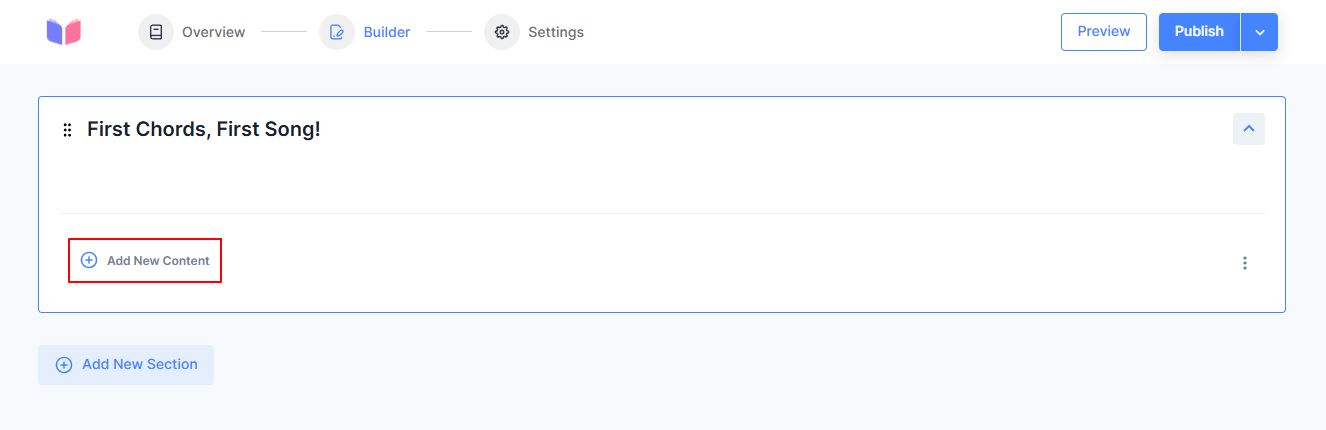 Overview
Builder
Settings
Preview
Publish
First Chords, First Song!
Add New Content
Add New Section